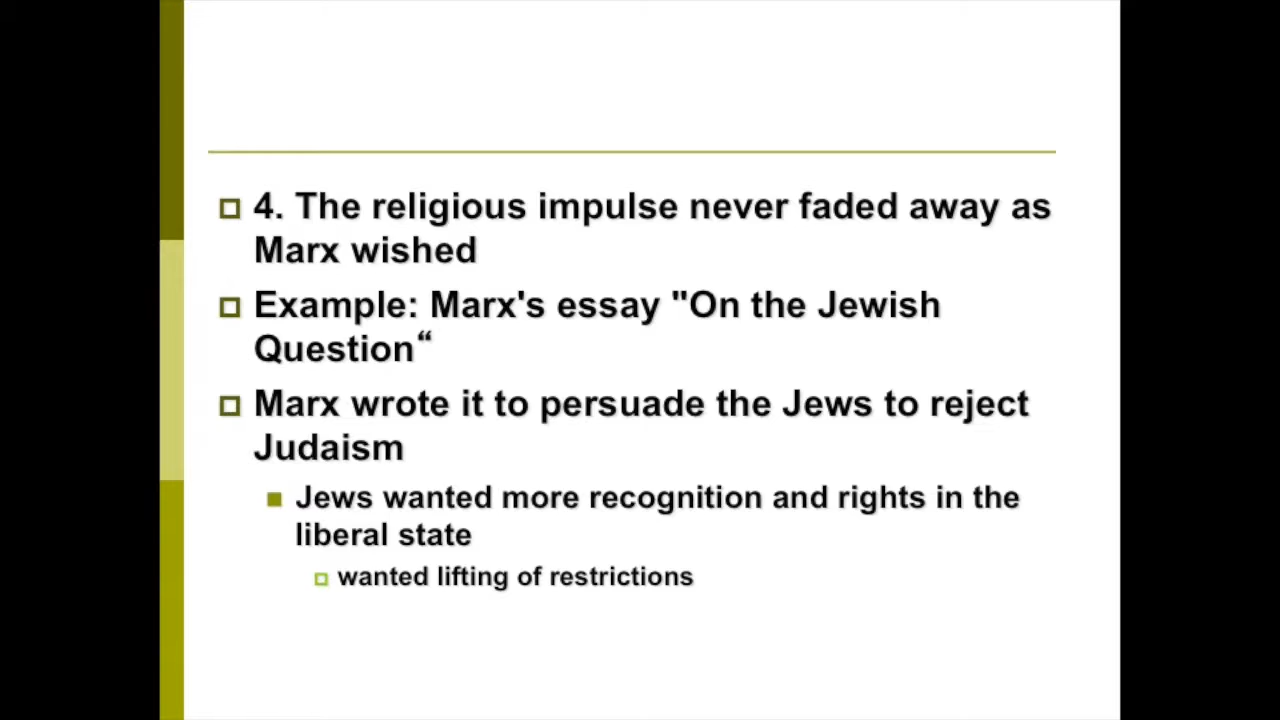 4. The religious impulse never faded away as
Marx wished
Example: Marx's essay "On the Jewish
Question“
Marx wrote it to persuade the Jews to reject
Judaism
Jews wanted more recognition and rights in the
liberal state
wanted lifting of restrictions